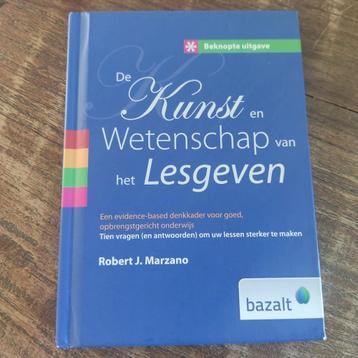 Beknopte uitgave
De Kunst en
Wetenschap van
het Lesgeven
Een evidence-based denkkader voor goed,
opbrengstgericht onderwijs
Tien vragen (en antwoorden) om uw lessen sterker te maken
Robert J. Marzano
bazalt